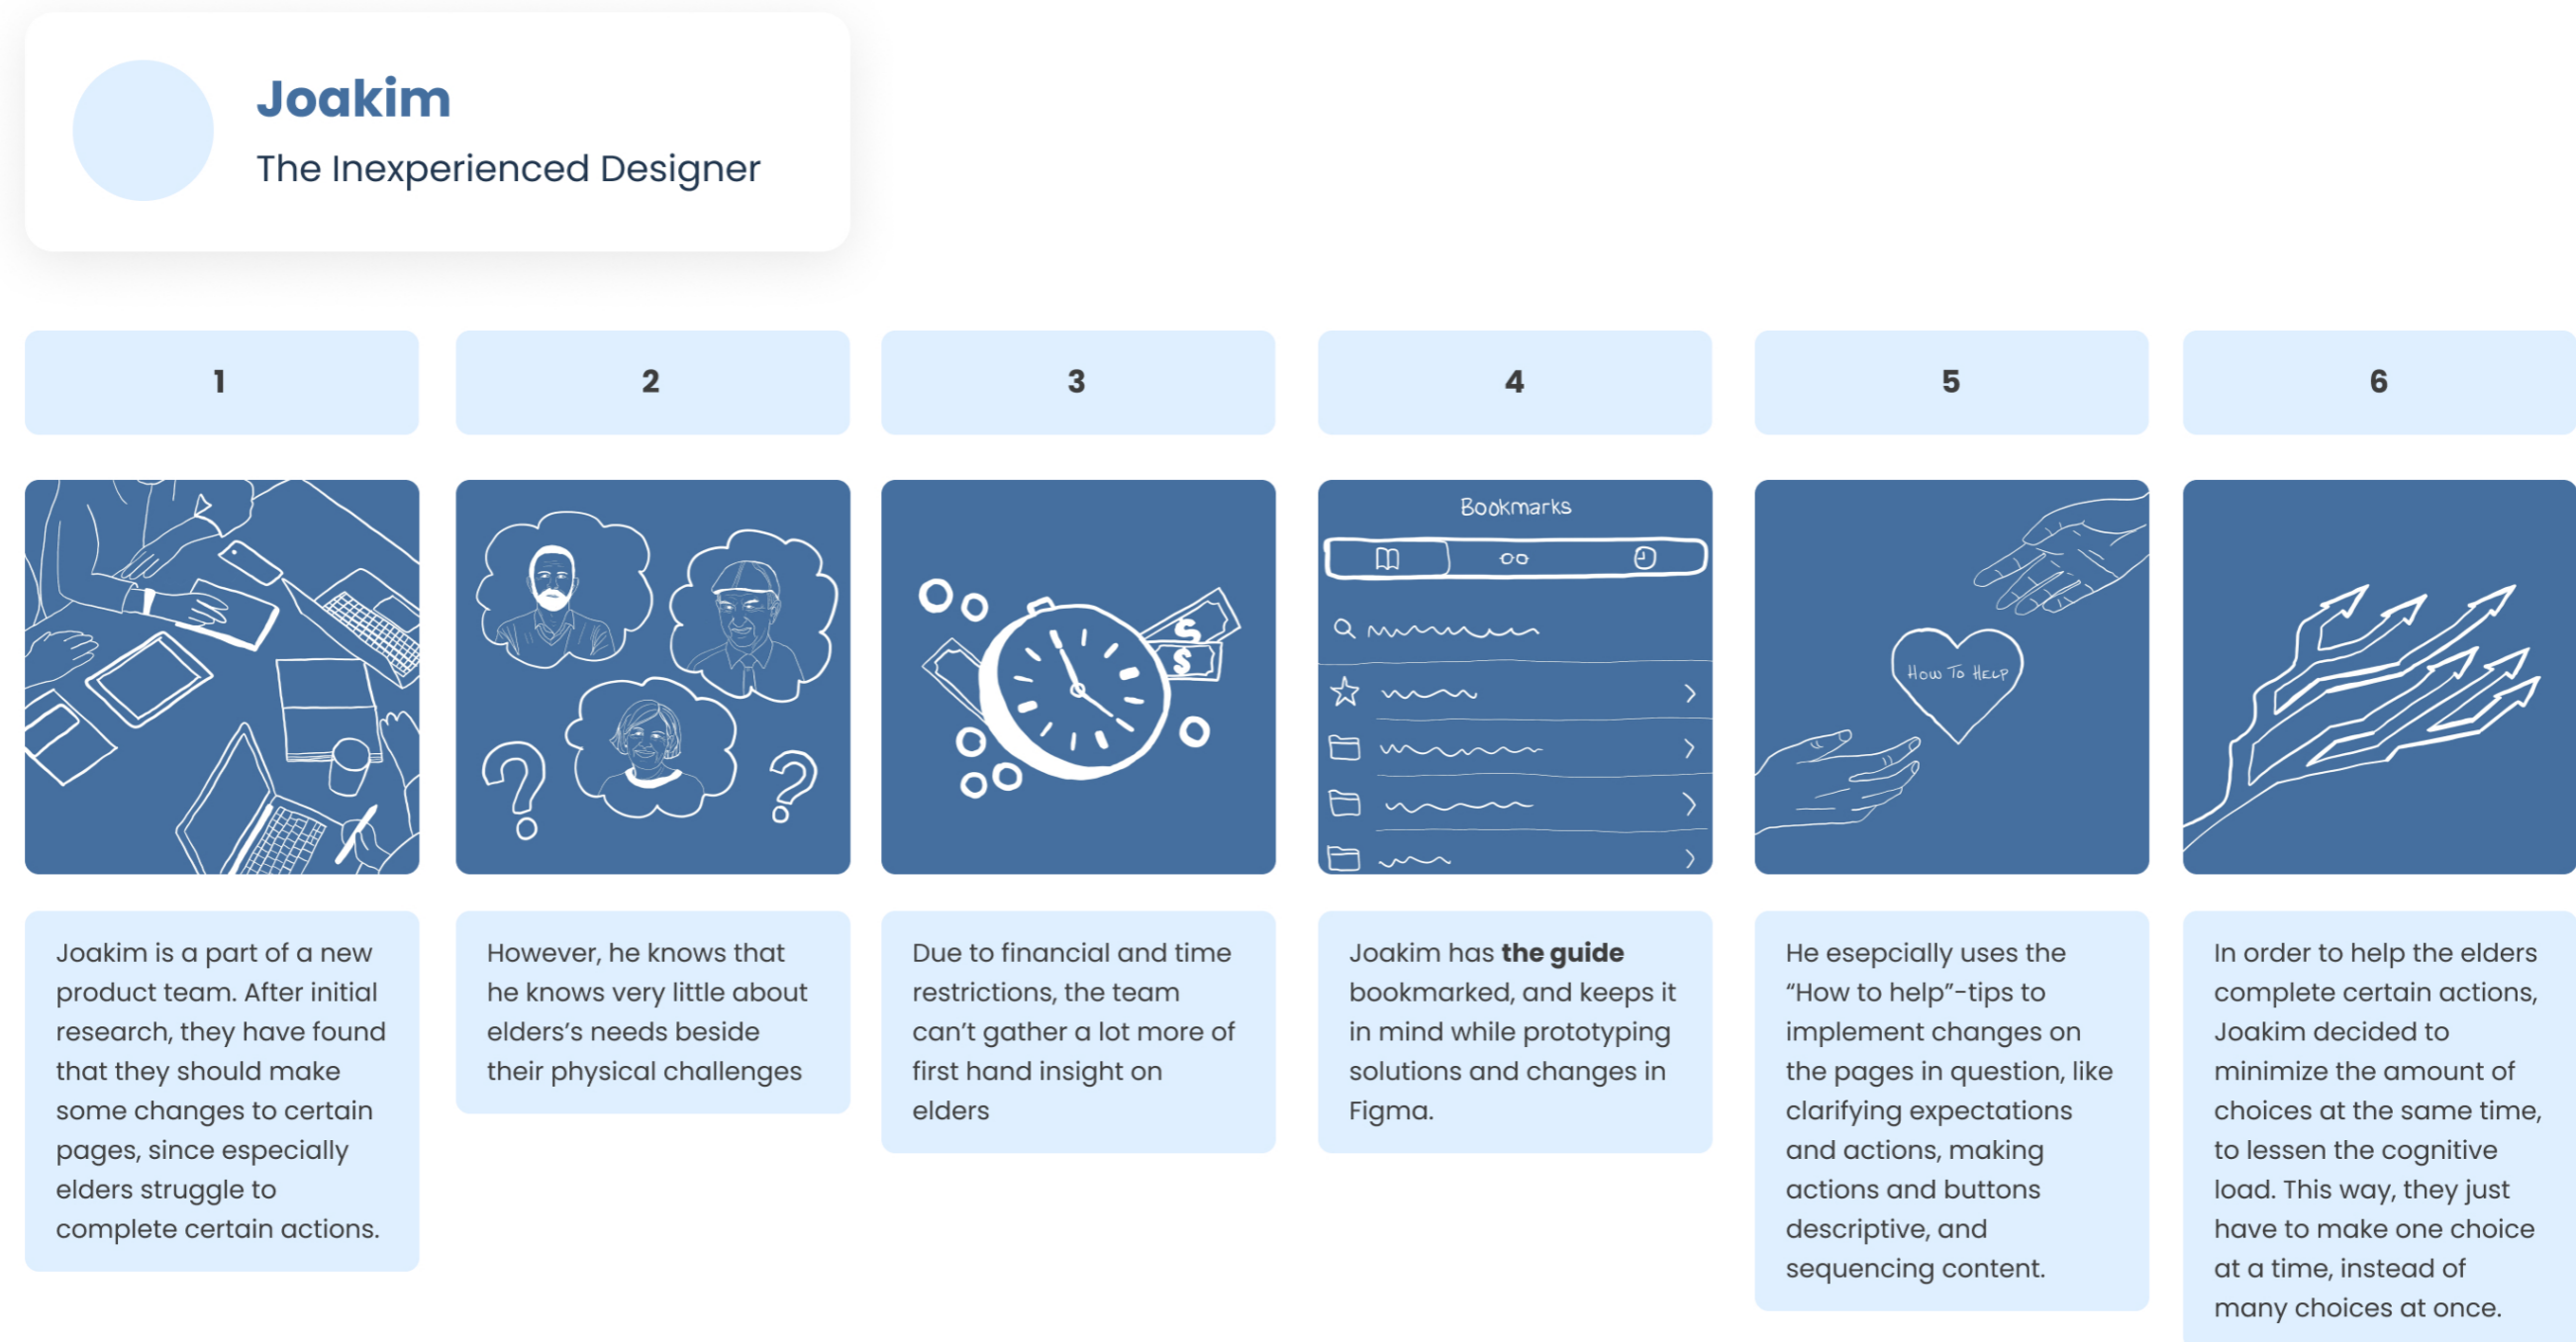 Joakim
The Inexperienced Designer
1
2
3
4
5
6
Bookmarks
$
$
How To Help
Joakim is a part of a new
product team. After initial
research, they have found
that they should make
some changes to certain
pages, since especially
elders struggle to
complete certain actions.
However, he knows that
he knows very little about
elders's needs beside
their physical challenges
Due to financial and time
restrictions, the team
can't gather a lot more of
first hand insight on
elders
Joakim has the guide
bookmarked, and keeps it
in mind while prototyping
solutions and changes in
Figma.
He esepcially uses the
“How to help”-tips to
implement changes on
the pages in question, like
clarifying expectations
and actions, making
actions and buttons
descriptive, and
sequencing content.
In order to help the elders
complete certain actions,
Joakim decided to
minimize the amount of
choices at the same time,
to lessen the cognitive
load. This way, they just
have to make one choice
at a time, instead of
many choices at once.